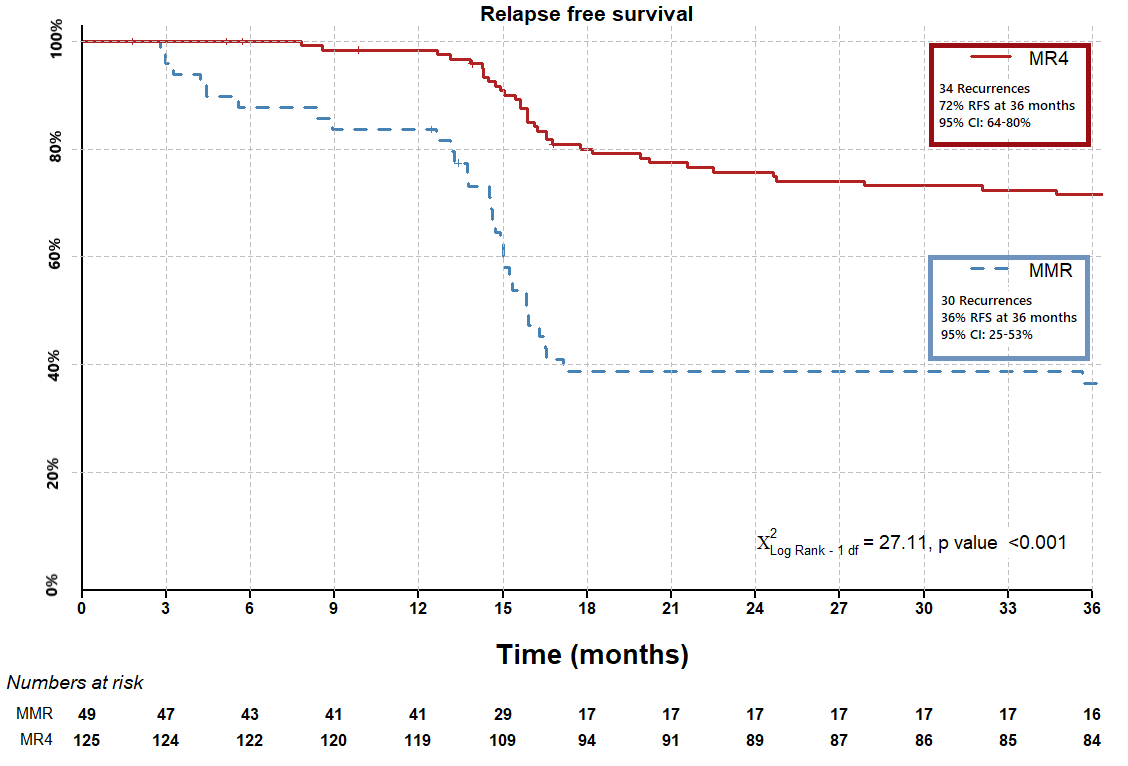 Relapse free survival
100%
80%
60%
40%
20%
0%
MR4
34 Recurrences
72% RFS at 36 months
95% CI: 64-80%
MMR
30 Recurrences
36% RFS at 36 months
95% CI: 25-53%
X² Log Rank - 1 df = 27.11, p value <0.001
0 3 6 9 12 15 18 21 24 27 30 33 36
Time (months)
Numbers at risk
MMR 49 47 43 41 41 29 17 17 17 17 17 17 16
MR4 125 124 122 120 119 109 94 91 89 87 86 85 84